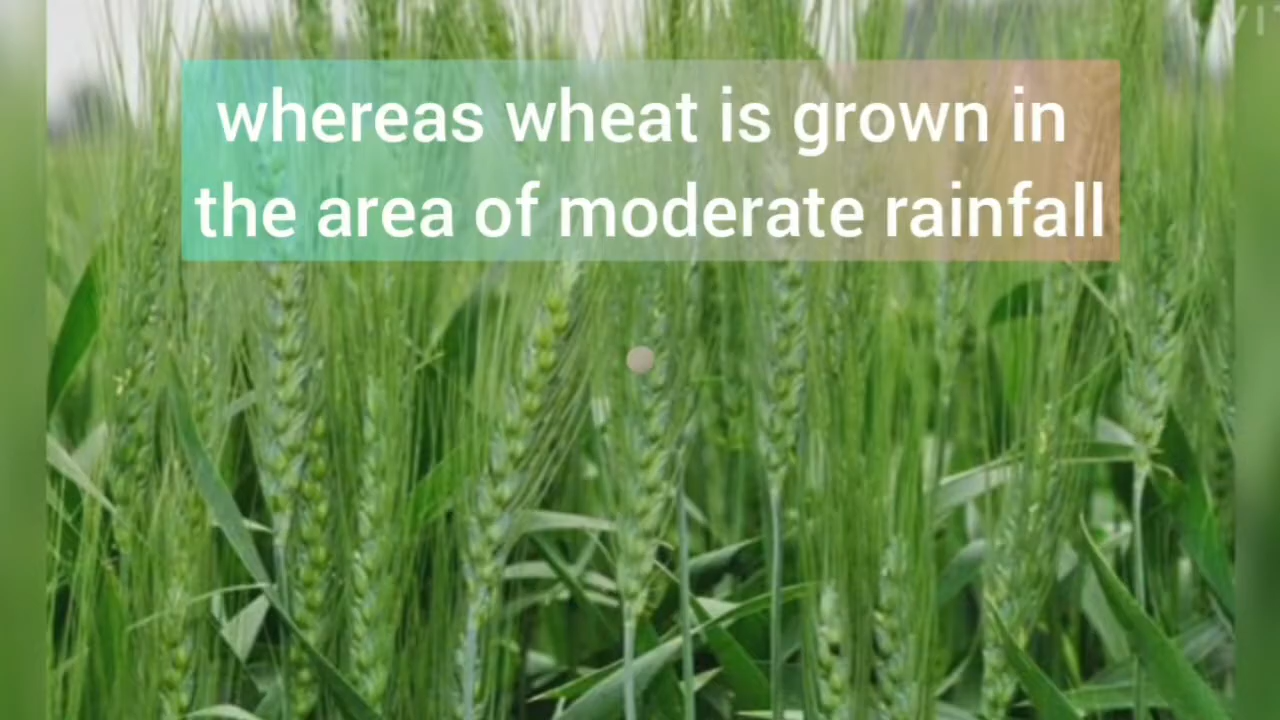 whereas wheat is grown in
the area of moderate rainfall